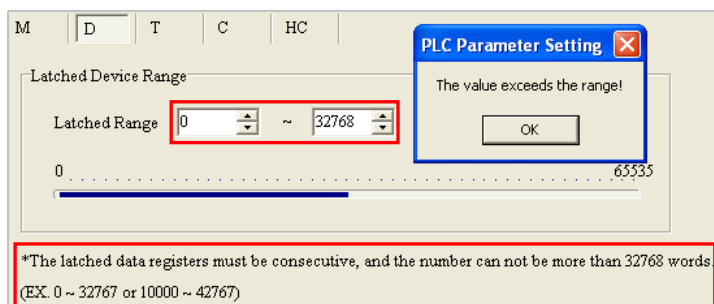 M D T C HC
PLC Parameter Setting
The value exceeds the range!
OK
Latched Device Range
Latched Range 0 ~ 32768
0 65535
*The latched data registers must be consecutive, and the number can not be more than 32768 words.
(EX. 0 ~ 32767 or 10000 ~ 42767)